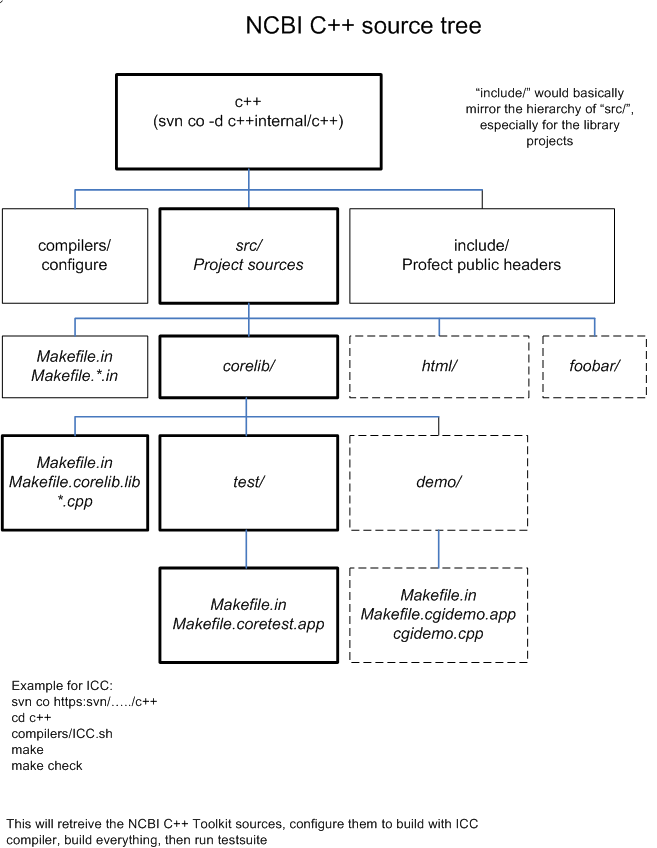 NCBI C++ source tree
c++
(svn co -d c++internal/c++)
“include/” would basically
mirror the hierarchy of “src/”,
especially for the library
projects
compilers/
configure
src/
Project sources
include/
Profect public headers
Makefile.in
Makefile.*.in
corelib/
html/
foobar/
Makefile.in
Makefile.corelib.lib
*.cpp
test/
demo/
Makefile.in
Makefile.coretest.app
Makefile.in
Makefile.cgidemo.app
cgidemo.cpp
Example for ICC:
svn co https:svn/…../c++
cd c++
compilers/ICC.sh
make
make check
This will retreive the NCBI C++ Toolkit sources, configure them to build with ICC
compiler, build everything, then run testsuite